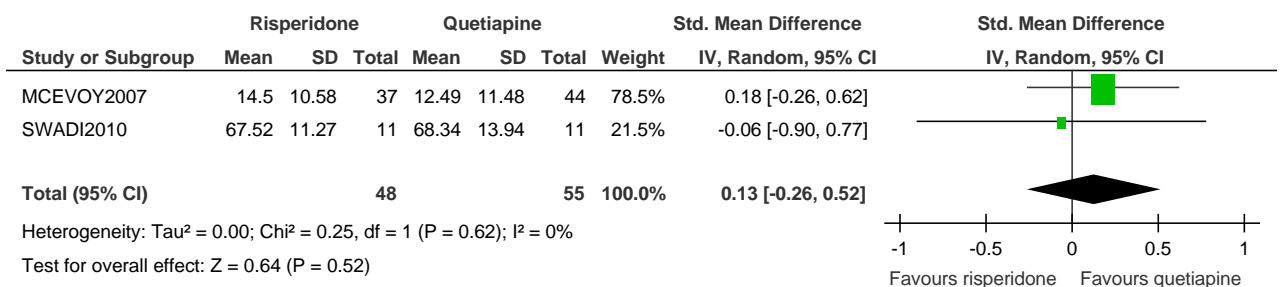 Risperidone Quetiapine Std. Mean Difference Std. Mean Difference
Study or Subgroup Mean SD Total Mean SD Total Weight IV, Random, 95% CI IV, Random, 95% CI
MCEVOY2007 14.5 10.58 37 12.49 11.48 44 78.5% 0.18 [-0.26, 0.62]
SWADI2010 67.52 11.27 11 68.34 13.94 11 21.5% -0.06 [-0.90, 0.77]
Total (95% CI) 48 55 100.0% 0.13 [-0.26, 0.52]
Heterogeneity: Tau² = 0.00; Chi² = 0.25, df = 1 (P = 0.62); I² = 0%
Test for overall effect: Z = 0.64 (P = 0.52)
-1 -0.5 0 0.5 1
Favours risperidone Favours quetiapine